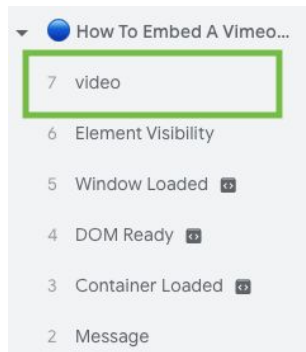 How To Embed A Vimeo...
7 video
6 Element Visibility
5 Window Loaded
4 DOM Ready
3 Container Loaded
2 Message